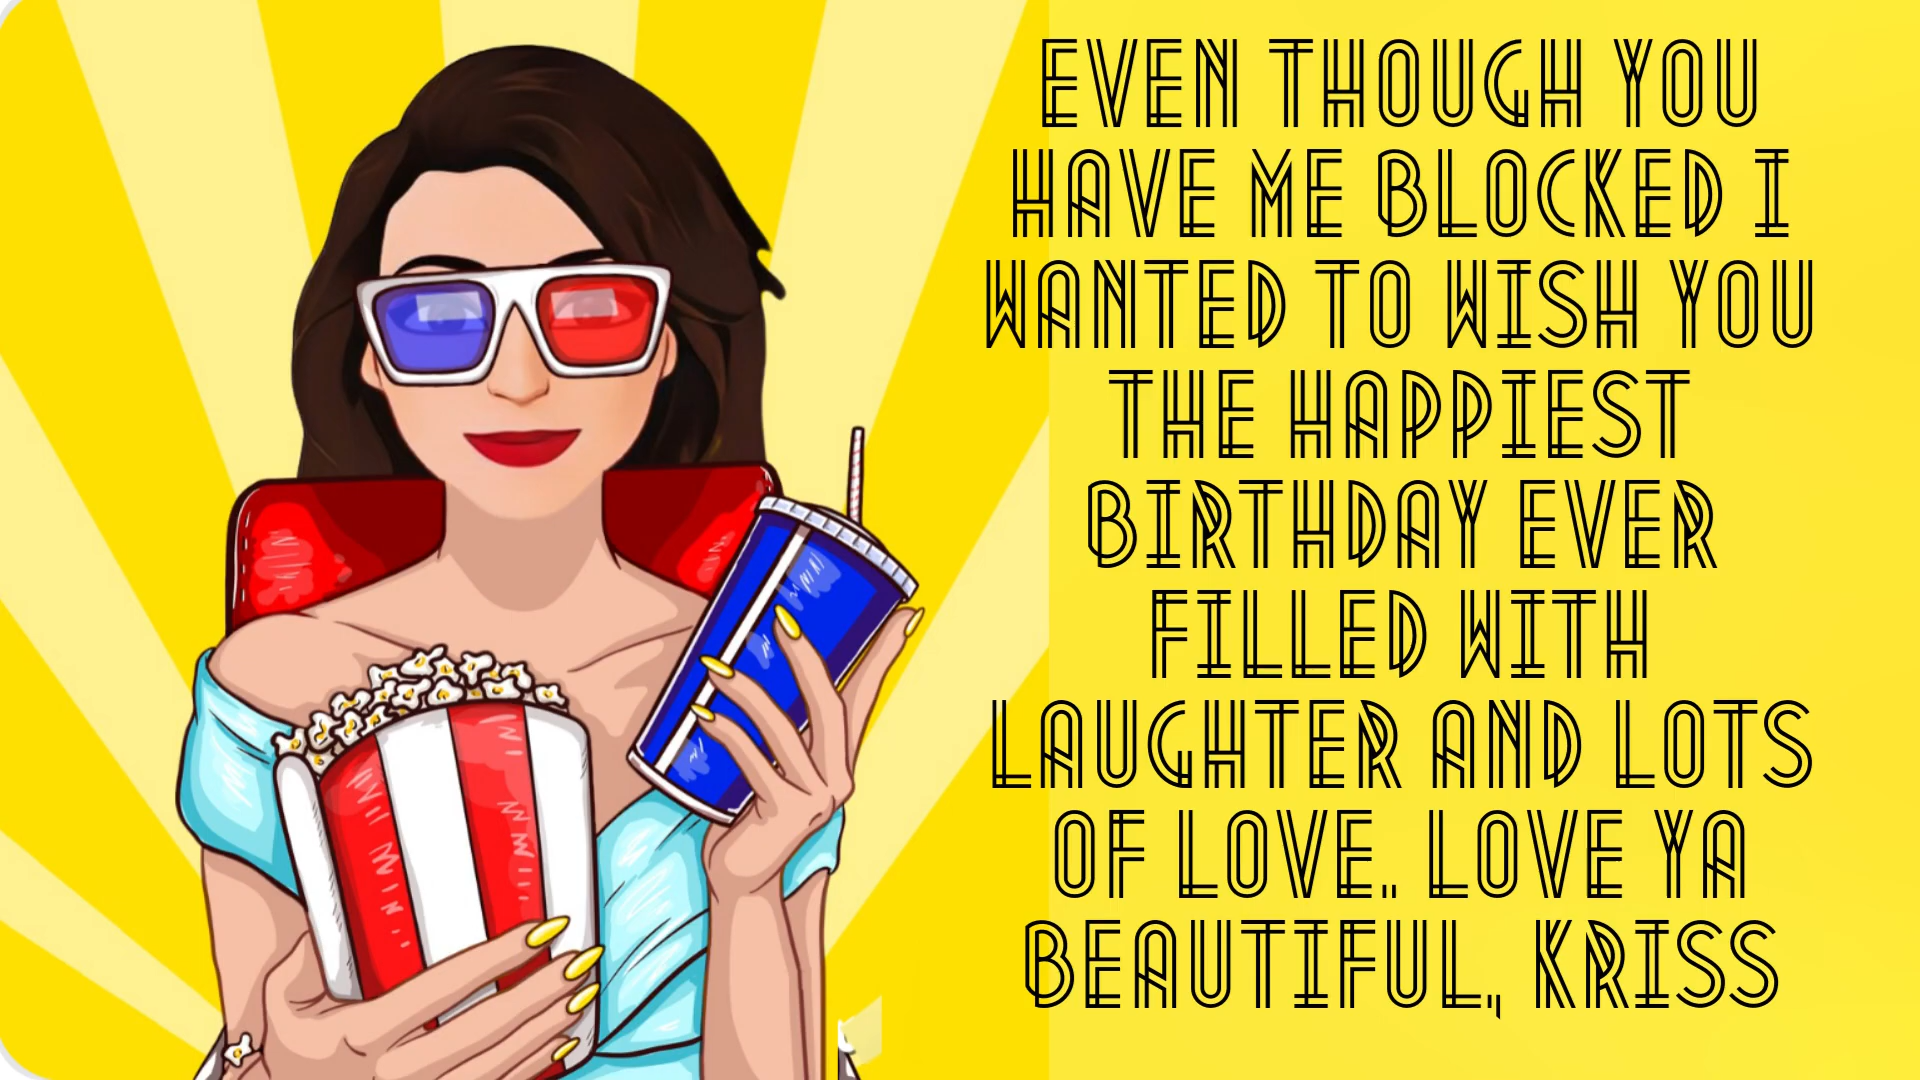 EVEN THOUGH YOU
HAVE ME BLOCKED I
WANTED TO WISH YOU
THE HAPPIEST
BIRTHDAY EVER
FILLED WITH
LAUGHTER AND LOTS
OF LOVE. LOVE YA
BEAUTIFUL, KRISS